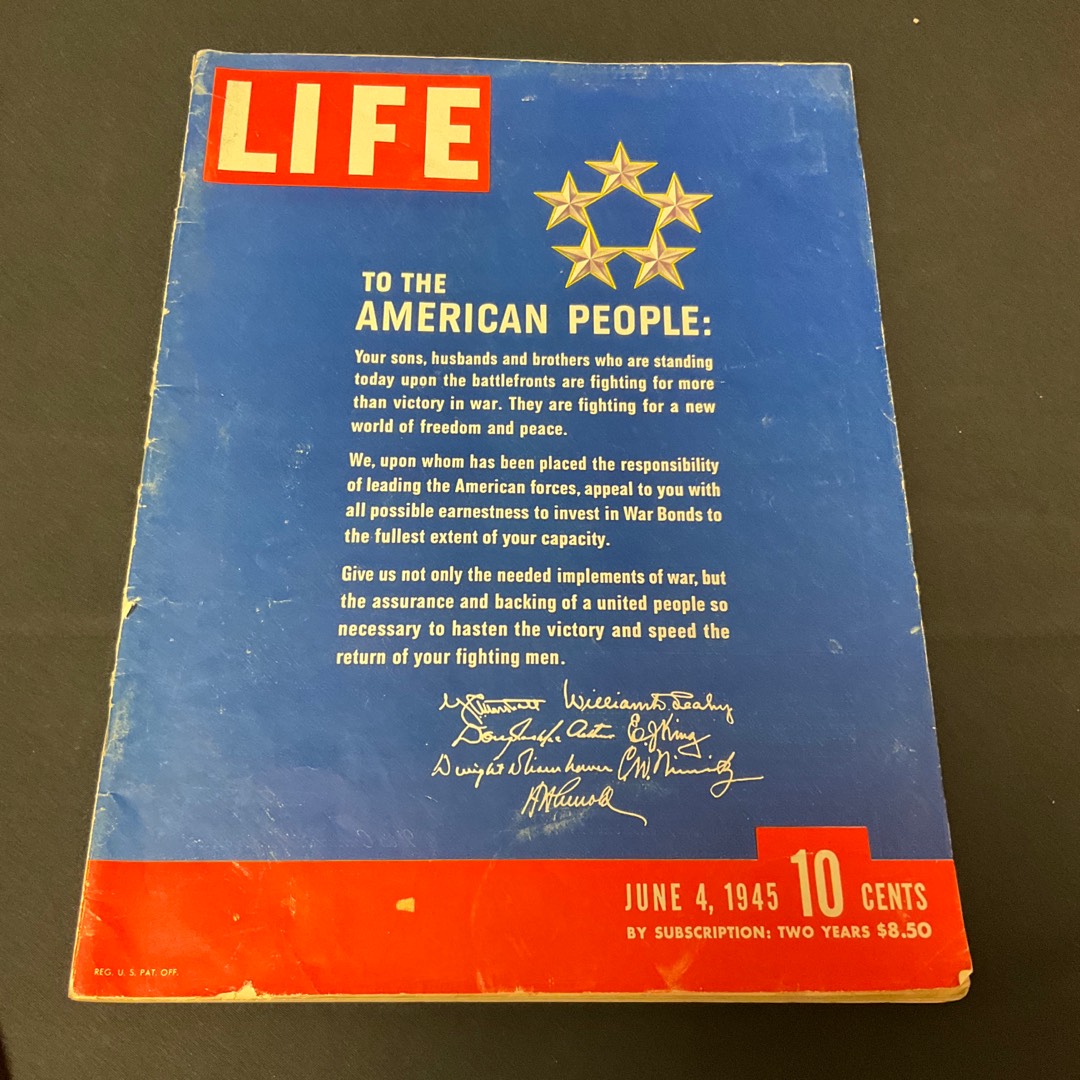 LIFE
TO THE
AMERICAN PEOPLE:
Your sons, husbands and brothers who are standing
today upon the battlefronts are fighting for more
than victory in war. They are fighting for a new
world of freedom and peace.
We, upon whom has been placed the responsibility
of leading the American forces, appeal to you with
all possible earnestness to invest in War Bonds to
the fullest extent of your capacity.
Give us not only the needed implements of war, but
the assurance and backing of a united people so
necessary to hasten the victory and speed the
return of your fighting men.
G. C. Marshall William D. Leahy
Douglas MacArthur E. J. King
Dwight D Eisenhower C. W. Nimitz
H. H. Arnold
JUNE 4, 1945 10 CENTS
BY SUBSCRIPTION: TWO YEARS $8.50
REG. U. S. PAT. OFF.